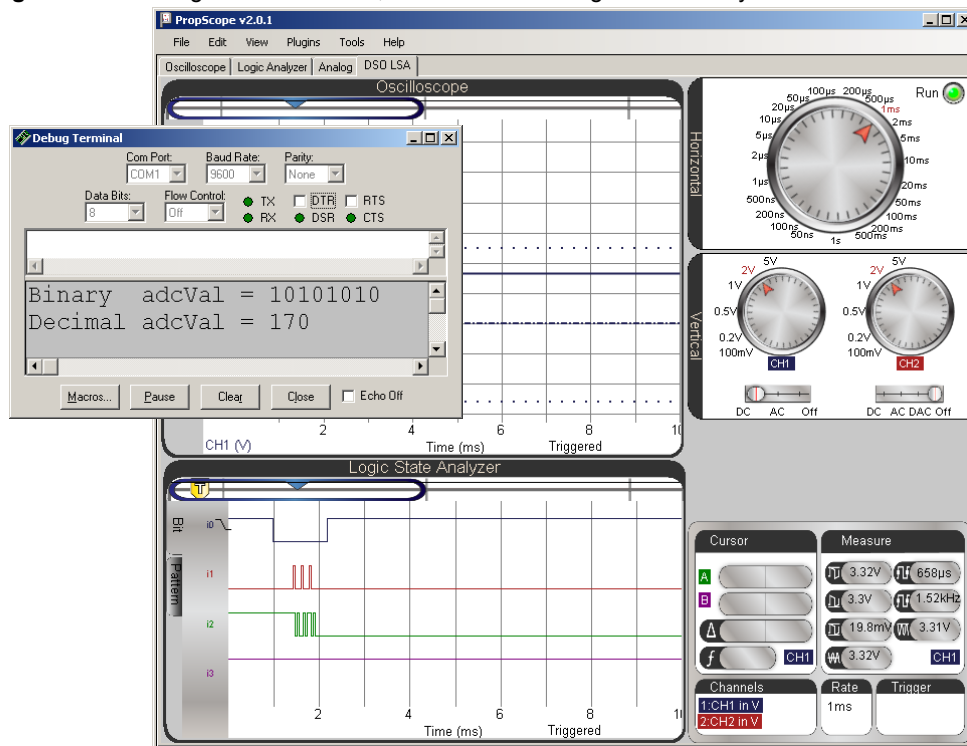 PropScope v2.0.1
File Edit View Plugins Tools Help
Oscilloscope Logic Analyzer Analog DSO LSA
Oscilloscope
CH1 (V)
2 4 6 8
Time (ms)
Triggered
Debug Terminal
Com Port: Baud Rate: Parity:
COM1 9600 None
Data Bits: Flow Control:
8 Off
TX DTR RTS
RX DSR CTS
Binary adcVal = 10101010
Decimal adcVal = 170
Macros... Pause Clear Close Echo Off
Horizontal
Run
50ns 100ns 200ns 500ns 1µs 2µs 5µs 10µs 20µs 50µs 100µs 200µs 500µs 1ms 2ms 5ms 10ms 20ms 50ms 100ms 200ms 500ms 1s
Vertical
5V 2V 1V 0.5V 0.2V 100mV
CH1
DC AC Off
5V 2V 1V 0.5V 0.2V 100mV
CH2
DC AC DAC Off
Logic State Analyzer
T
Bit
Pattern
i0
i1
i2
i3
2 4 6 8
Time (ms)
Triggered
Cursor
A
B
Δ
f
CH1
Measure
3.32V 658µs
3.3V 1.52kHz
19.8mV 3.31V
3.32V
CH1
Channels
1:CH1 in V
2:CH2 in V
Rate
1ms
Trigger